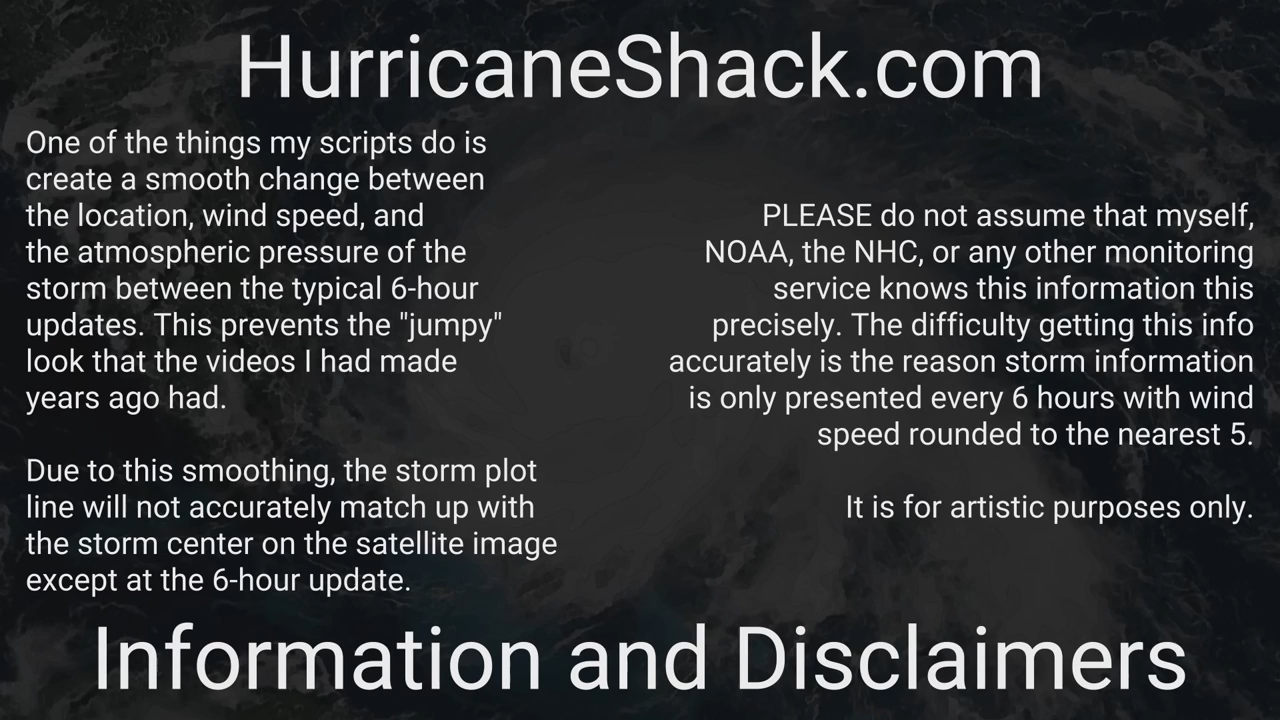 HurricaneShack.com
One of the things my scripts do is
create a smooth change between
the location, wind speed, and
the atmospheric pressure of the
storm between the typical 6-hour
updates. This prevents the "jumpy"
look that the videos I had made
years ago had.
Due to this smoothing, the storm plot
line will not accurately match up with
the storm center on the satellite image
except at the 6-hour update.
PLEASE do not assume that myself,
NOAA, the NHC, or any other monitoring
service knows this information this
precisely. The difficulty getting this info
accurately is the reason storm information
is only presented every 6 hours with wind
speed rounded to the nearest 5.
It is for artistic purposes only.
Information and Disclaimers